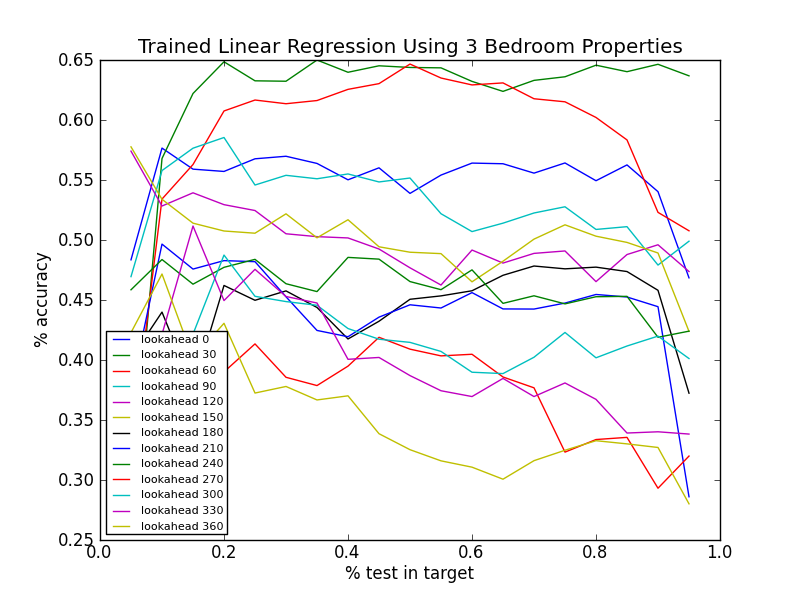 Trained Linear Regression Using 3 Bedroom Properties
0.65
0.60
0.55
0.50
0.45
0.40
0.35
0.30
0.25
% accuracy
lookahead 0
lookahead 30
lookahead 60
lookahead 90
lookahead 120
lookahead 150
lookahead 180
lookahead 210
lookahead 240
lookahead 270
lookahead 300
lookahead 330
lookahead 360
0.0 0.2 0.4 0.6 0.8 1.0
% test in target